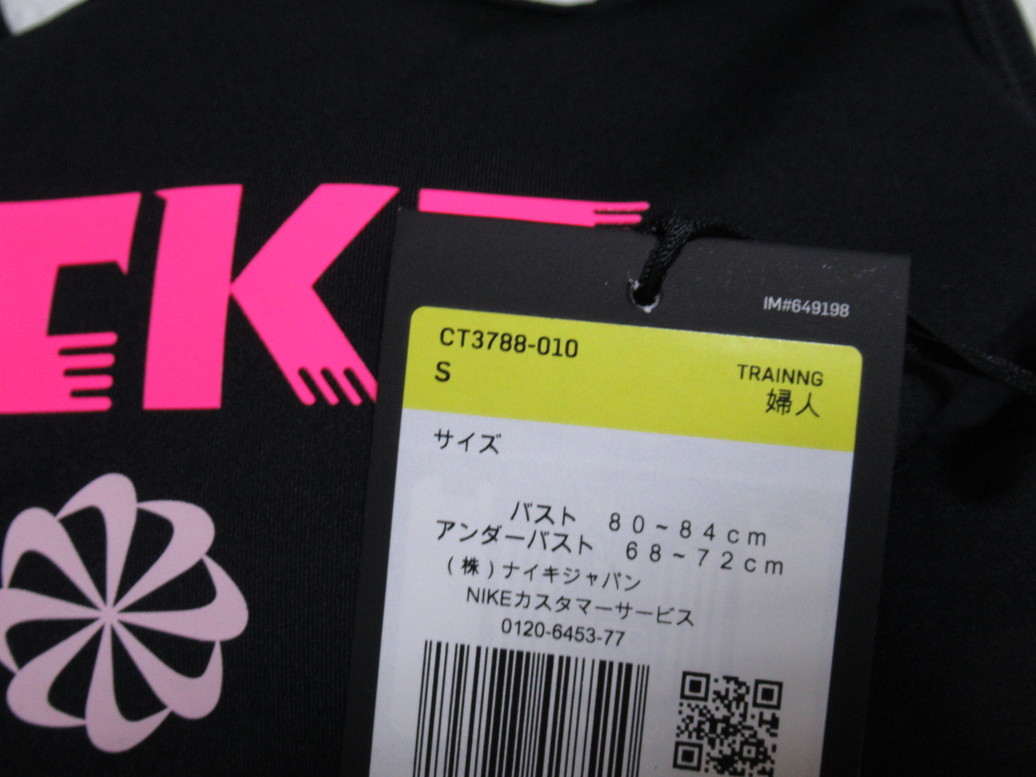 IM#649198
CT3788-010
S
TRAINNG
婦人
サイズ
バスト 80~84cm
アンダーバスト 68~72cm
(株)ナイキジャパン
NIKEカスタマーサービス
0120-6453-77